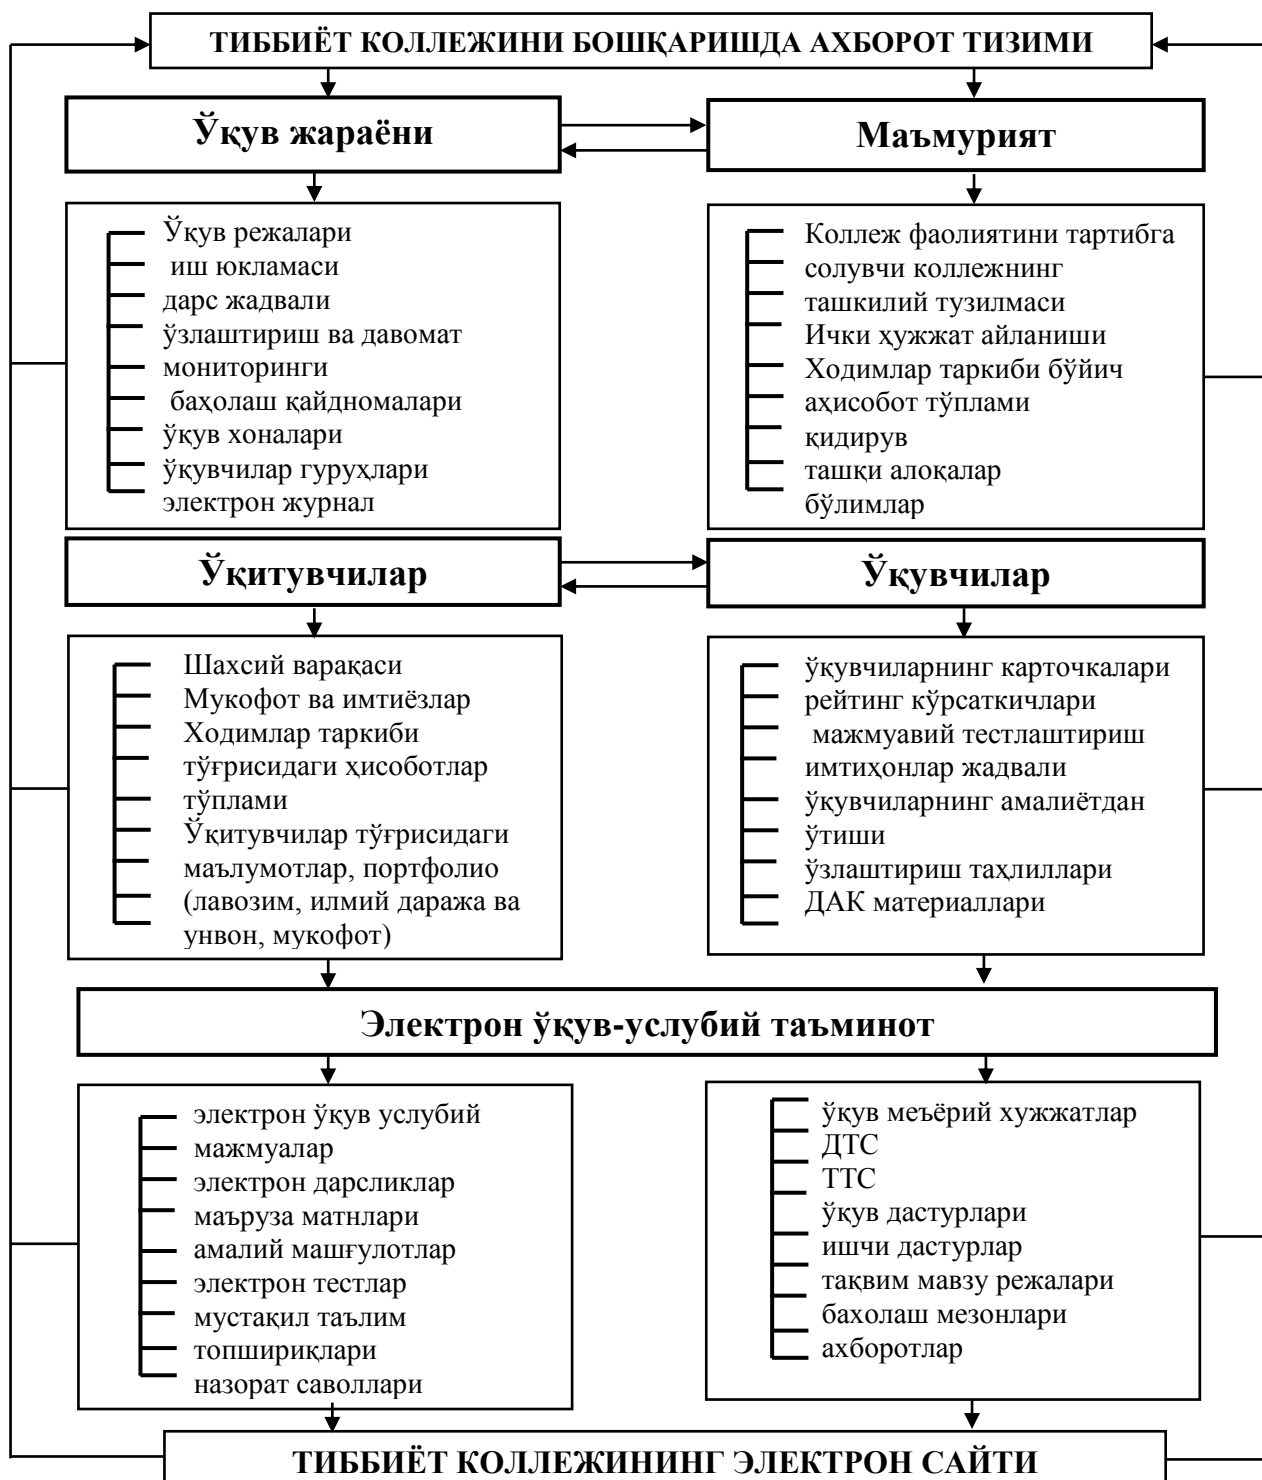 ТИББИЁТ КОЛЛЕЖИНИ БОШҚАРИШДА АХБОРОТ ТИЗИМИ
Ўқув жараёни
Маъмурият
Ўқув режалари
иш юкламаси
дарс жадвали
ўзлаштириш ва давомат
мониторинги
баҳолаш қайдномалари
ўқув хоналари
ўқувчилар гуруҳлари
электрон журнал
Коллеж фаолиятини тартибга
солувчи коллежнинг
ташкилий тузилмаси
Ички ҳужжат айланиши
Ходимлар таркиби бўйич
аҳисобот тўплами
қидирув
ташқи алоқалар
бўлимлар
Ўқитувчилар
Ўқувчилар
Шахсий варақаси
Мукофот ва имтиёзлар
Ходимлар таркиби
тўғрисидаги ҳисоботлар
тўплами
Ўқитувчилар тўғрисидаги
маълумотлар, портфолио
(лавозим, илмий даража ва
унвон, мукофот)
ўқувчиларнинг карточкалари
рейтинг кўрсаткичлари
мажмуавий тестлаштириш
имтиҳонлар жадвали
ўқувчиларнинг амалиётдан
ўтиши
ўзлаштириш таҳлиллари
ДАК материаллари
Электрон ўқув-услубий таъминот
электрон ўқув услубий
мажмуалар
электрон дарсликлар
маъруза матнлари
амалий машғулотлар
электрон тестлар
мустақил таълим
топшириқлари
назорат саволлари
ўқув меъёрий хужжатлар
ДТС
ТТС
ўқув дастурлари
ишчи дастурлар
тақвим мавзу режалари
бахолаш мезонлари
ахборотлар
ТИББИЁТ КОЛЛЕЖИНИНГ ЭЛЕКТРОН САЙТИ